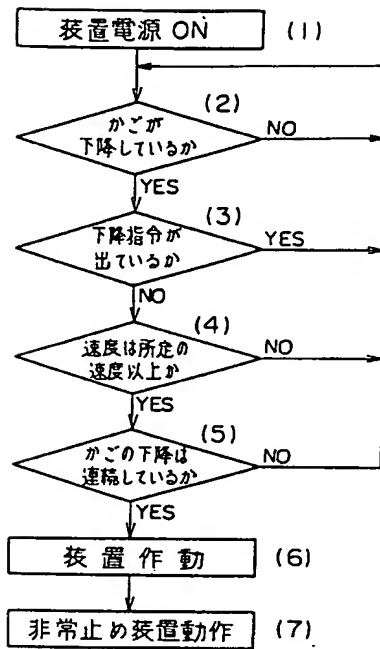 装置電源 ON (1)
(2)
かごが
下降しているか
NO
YES
(3)
下降指令が
出ているか
YES
NO
(4)
速度は所定の
速度以上か
NO
YES
(5)
かごの下降は
連続しているか
NO
YES
装置作動 (6)
非常止め装置動作 (7)